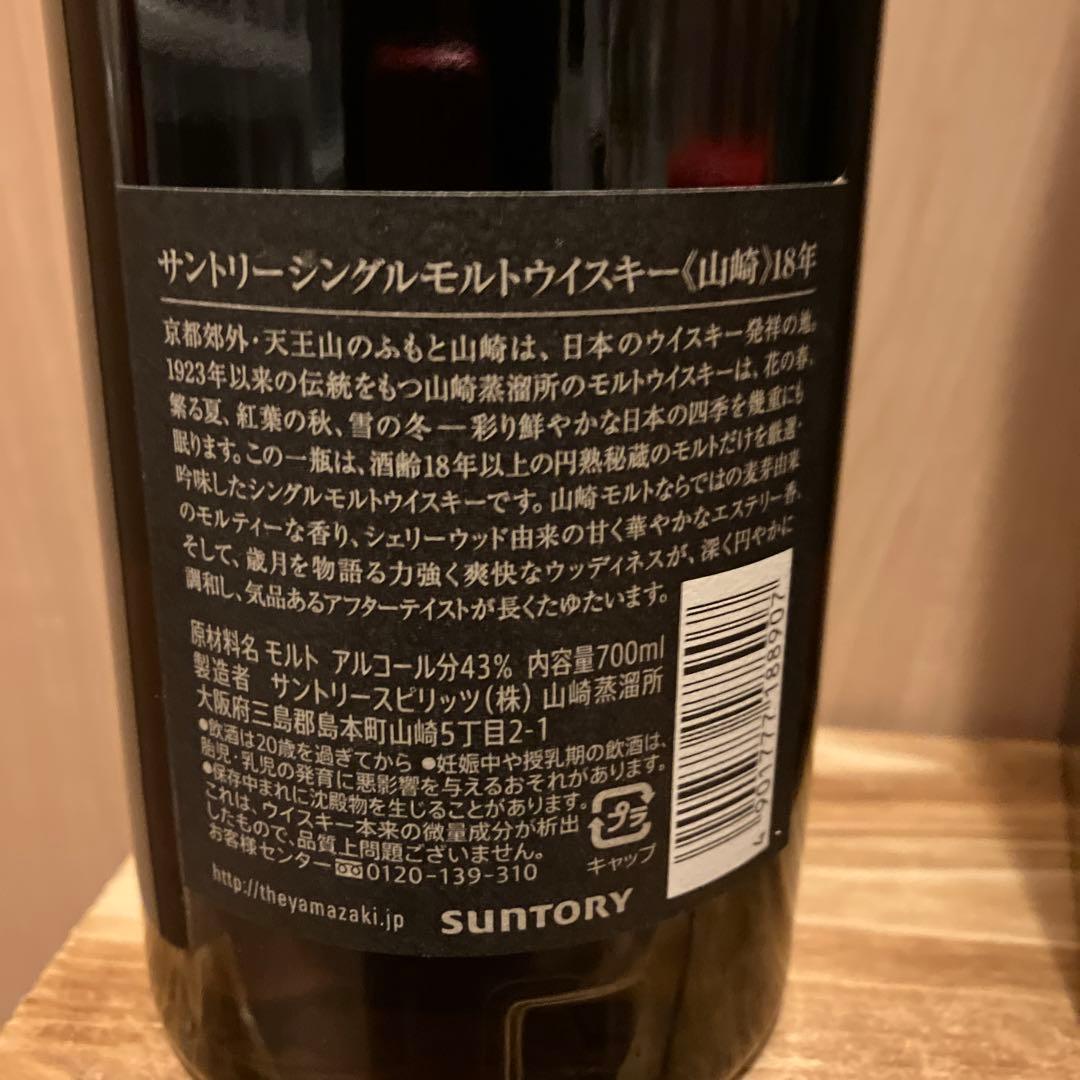 サントリーシングルモルトウイスキー《山崎》18年
京都郊外・天王山のふもと山崎は、日本のウイスキー発祥の地。
1923年以来の伝統をもつ山崎蒸溜所のモルトウイスキーは、花の春、
繁る夏、紅葉の秋、雪の冬―彩り鮮やかな日本の四季を幾重にも
眠ります。この一瓶は、酒齢18年以上の円熟秘蔵のモルトだけを厳選・
吟味したシングルモルトウイスキーです。山崎モルトならではの麦芽由来
のモルティーな香り、シェリーウッド由来の甘く華やかなエステリー香、
そして、歳月を物語る力強く爽快なウッディネスが、深く円やかに
調和し、気品あるアフターテイストが長くたゆたいます。
原材料名 モルト アルコール分43% 内容量700ml
製造者 サントリースピリッツ(株) 山崎蒸溜所
大阪府三島郡島本町山崎5丁目2-1
●飲酒は20歳を過ぎてから ●妊娠中や授乳期の飲酒は、
胎児・乳児の発育に悪影響を与えるおそれがあります。
●保存中まれに沈殿物を生じることがあります。
これは、ウイスキー本来の微量成分が析出
したもので、品質上問題ございません。
お客様センター 0120-139-310
http://theyamazaki.jp
SUNTORY
プラ
キャップ
4 901777 188907